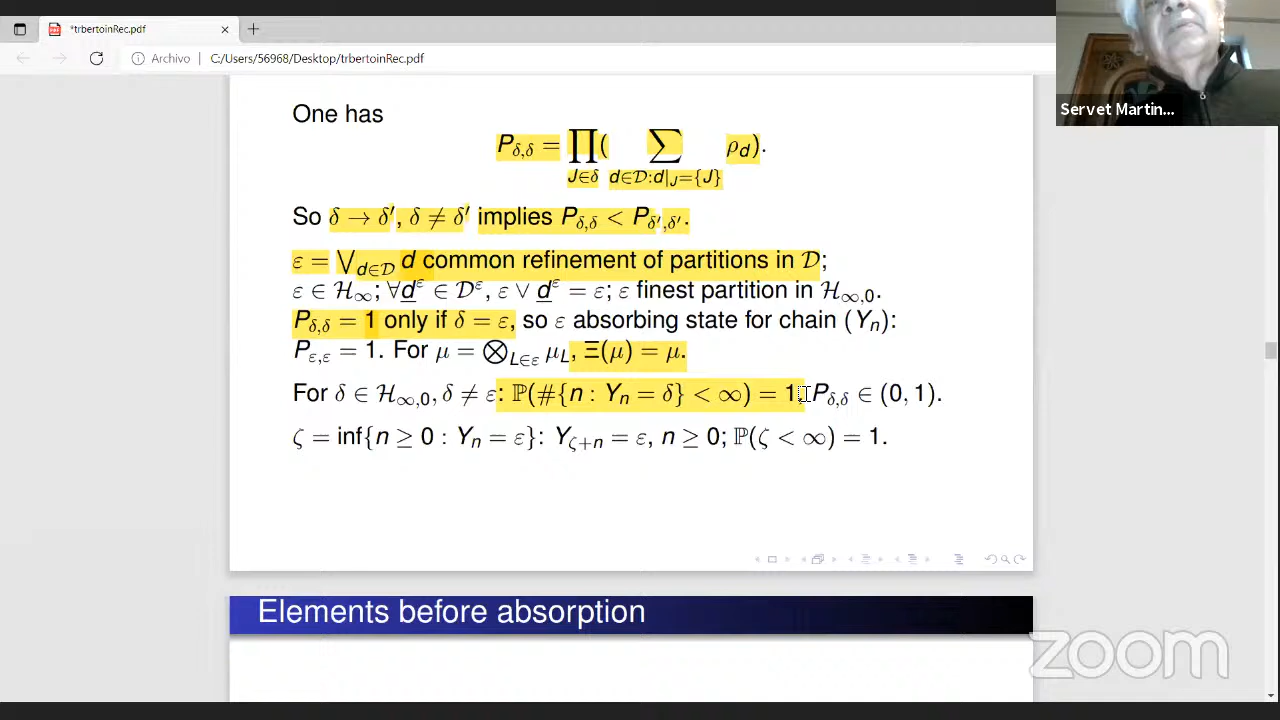 *trbertoinRec.pdf
Archivo | C:/Users/56968/Desktop/trbertoinRec.pdf
Servet Martin...
One has
P_{δ,δ} = ∏_{J∈δ} ( ∑_{d∈𝒟:d|_J={J}} ρ_d).
So δ → δ′, δ ≠ δ′ implies P_{δ,δ} < P_{δ′,δ′}.
ε = ⋁_{d∈𝒟} d common refinement of partitions in 𝒟;
ε ∈ ℋ_∞; ∀d̲^ε ∈ 𝒟^ε, ε ∨ d̲^ε = ε; ε finest partition in ℋ_{∞,0}.
P_{δ,δ} = 1 only if δ = ε, so ε absorbing state for chain (Y_n):
P_{ε,ε} = 1. For μ = ⨂_{L∈ε} μ_L, Ξ(μ) = μ.
For δ ∈ ℋ_{∞,0}, δ ≠ ε: ℙ(#{n : Y_n = δ} < ∞) = 1, P_{δ,δ} ∈ (0, 1).
ζ = inf{n ≥ 0 : Y_n = ε}: Y_{ζ+n} = ε, n ≥ 0; ℙ(ζ < ∞) = 1.
Elements before absorption
zoom